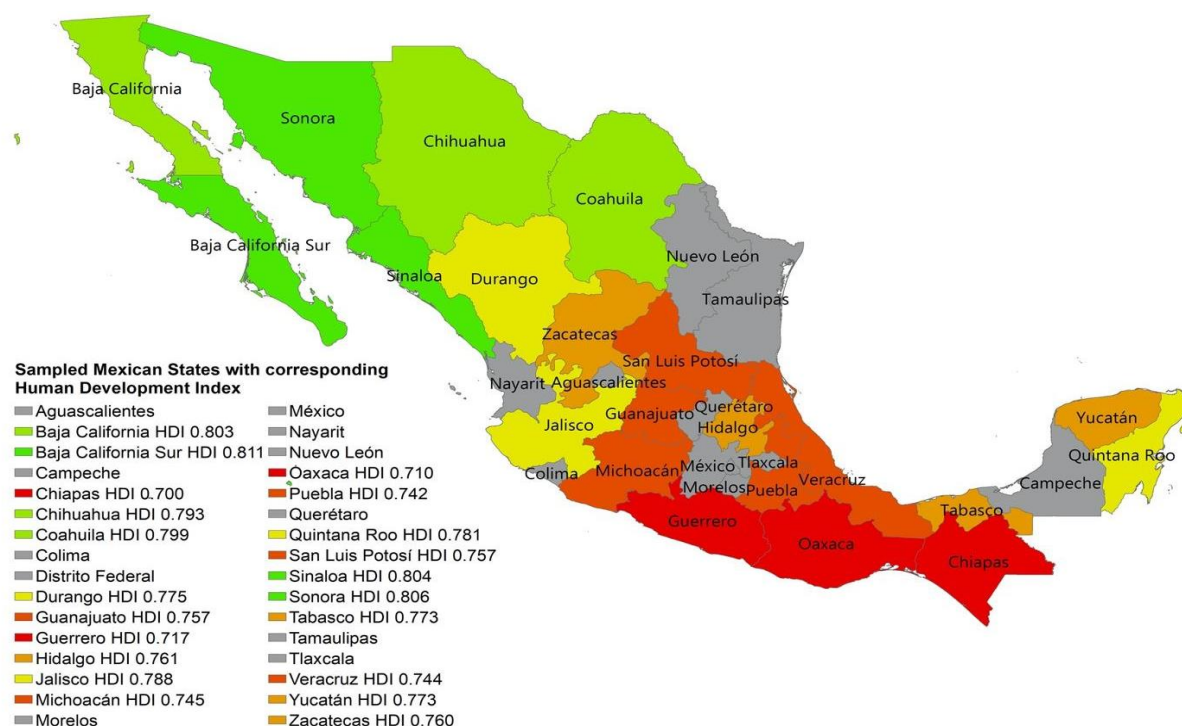 Baja California
Sonora
Chihuahua
Coahuila
Baja California Sur
Nuevo León
Sinaloa
Durango
Tamaulipas
Zacatecas
San Luis Potosí
Nayarit
Aguascalientes
Guanajuato
Querétaro
Hidalgo
Yucatán
Jalisco
Quintana Roo
Colima
Michoacán
México
Tlaxcala
Veracruz
Campeche
Morelos
Puebla
Tabasco
Guerrero
Oaxaca
Chiapas
Sampled Mexican States with corresponding
Human Development Index
Aguascalientes
Baja California HDI 0.803
Baja California Sur HDI 0.811
Campeche
Chiapas HDI 0.700
Chihuahua HDI 0.793
Coahuila HDI 0.799
Colima
Distrito Federal
Durango HDI 0.775
Guanajuato HDI 0.757
Guerrero HDI 0.717
Hidalgo HDI 0.761
Jalisco HDI 0.788
Michoacán HDI 0.745
Morelos
México
Nayarit
Nuevo León
Oaxaca HDI 0.710
Puebla HDI 0.742
Querétaro
Quintana Roo HDI 0.781
San Luis Potosí HDI 0.757
Sinaloa HDI 0.804
Sonora HDI 0.806
Tabasco HDI 0.773
Tamaulipas
Tlaxcala
Veracruz HDI 0.744
Yucatán HDI 0.773
Zacatecas HDI 0.760